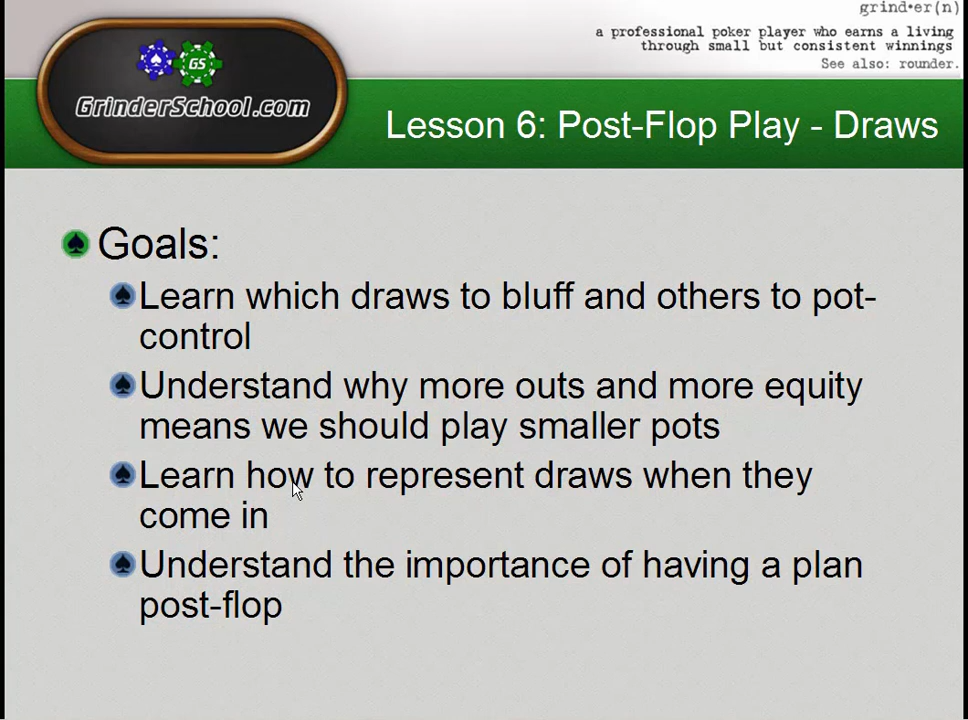 grind•er(n)
a professional poker player who earns a living
through small but consistent winnings
See also: rounder.
GS
GrinderSchool.com
Lesson 6: Post-Flop Play - Draws
Goals:
Learn which draws to bluff and others to pot-
control
Understand why more outs and more equity
means we should play smaller pots
Learn how to represent draws when they
come in
Understand the importance of having a plan
post-flop